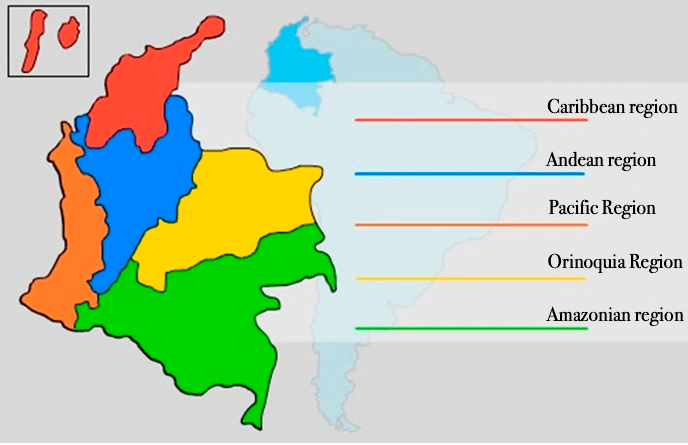 Caribbean region
Andean region
Pacific Region
Orinoquia Region
Amazonian region